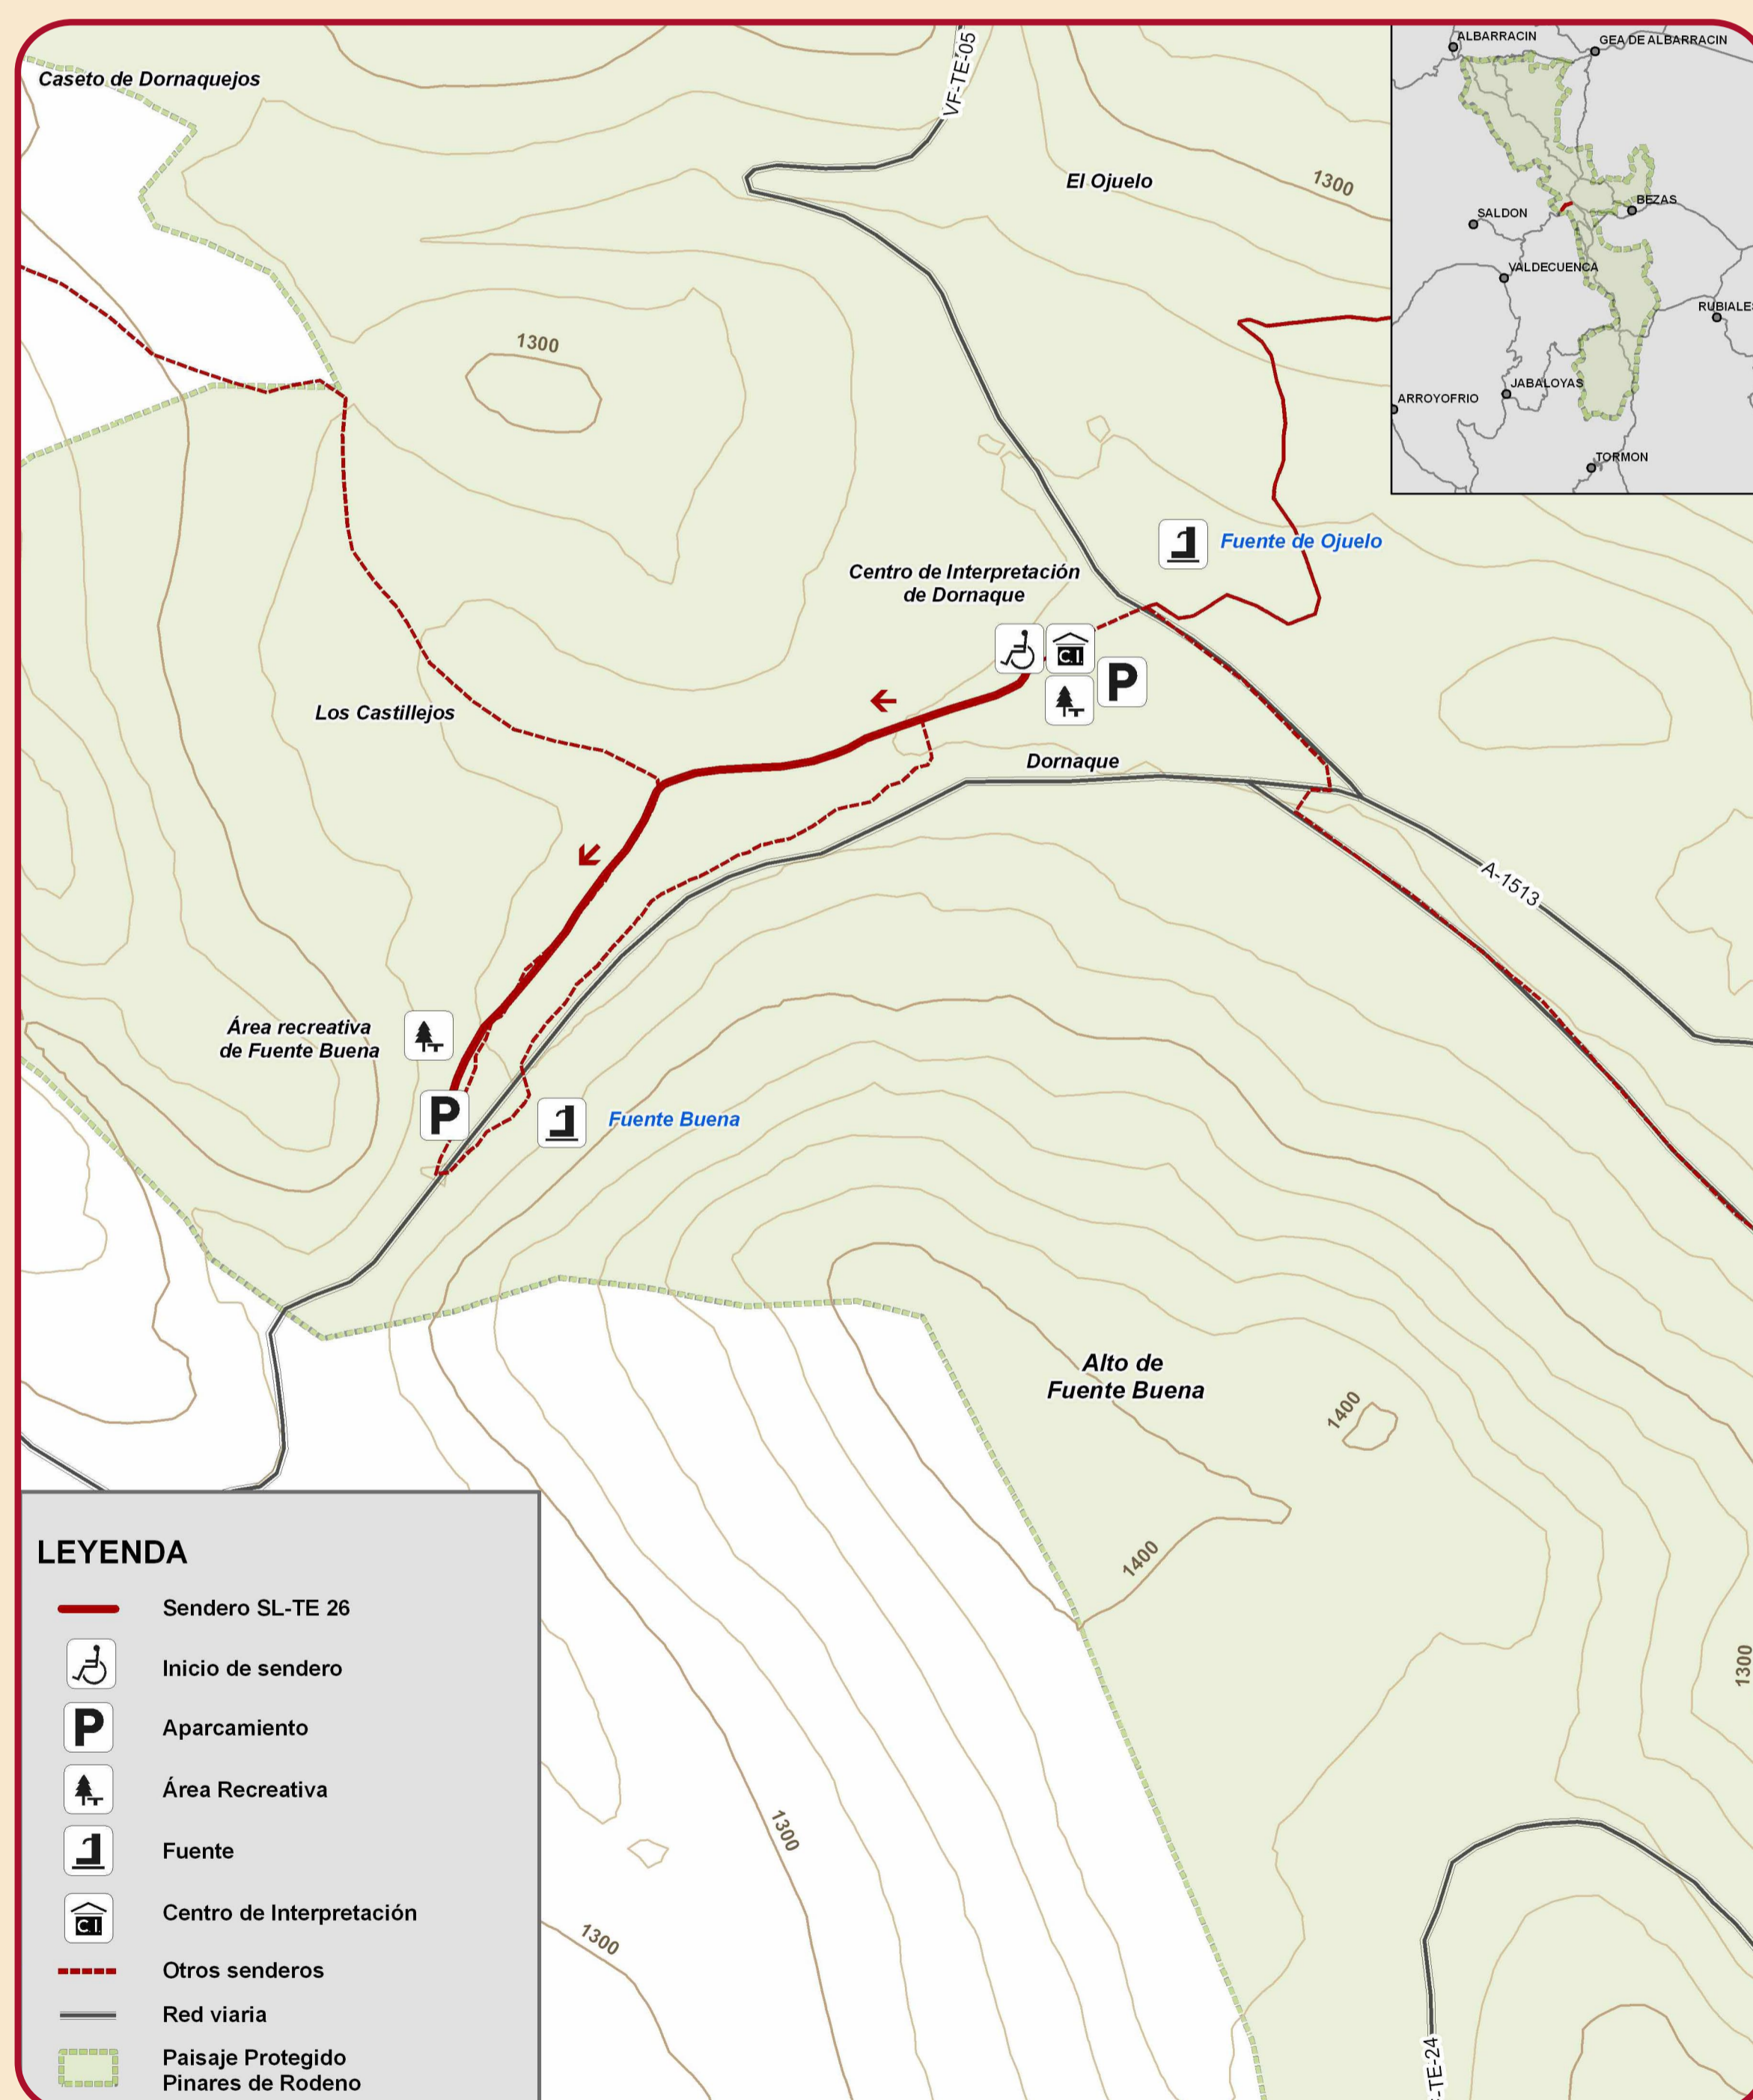 Caseto de Dornaquejos
VF-TE-05
El Ojuelo
1300
ALBARRACIN
GEA DE ALBARRACIN
BEZAS
SALDON
VALDECUENCA
JABALOYAS
ARROYOFRIO
TORMON
1300
Fuente de Ojuelo
Centro de Interpretación
de Dornaque
C.I.
P
Los Castillejos
Dornaque
A-1513
Área recreativa
de Fuente Buena
P
Fuente Buena
Alto de
Fuente Buena
1400
1400
1300
1300
1300
-TE-24
LEYENDA
Sendero SL-TE 26
Inicio de sendero
P
Aparcamiento
Área Recreativa
Fuente
C.I.
Centro de Interpretación
Otros senderos
Red viaria
Paisaje Protegido
Pinares de Rodeno